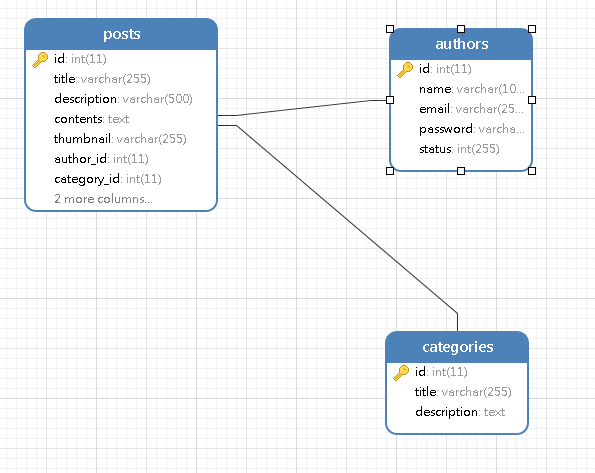 posts
id: int(11)
title: varchar(255)
description: varchar(500)
contents: text
thumbnail: varchar(255)
author_id: int(11)
category_id: int(11)
2 more columns...
authors
id: int(11)
name: varchar(10...
email: varchar(25...
password: varcha...
status: int(255)
categories
id: int(11)
title: varchar(255)
description: text